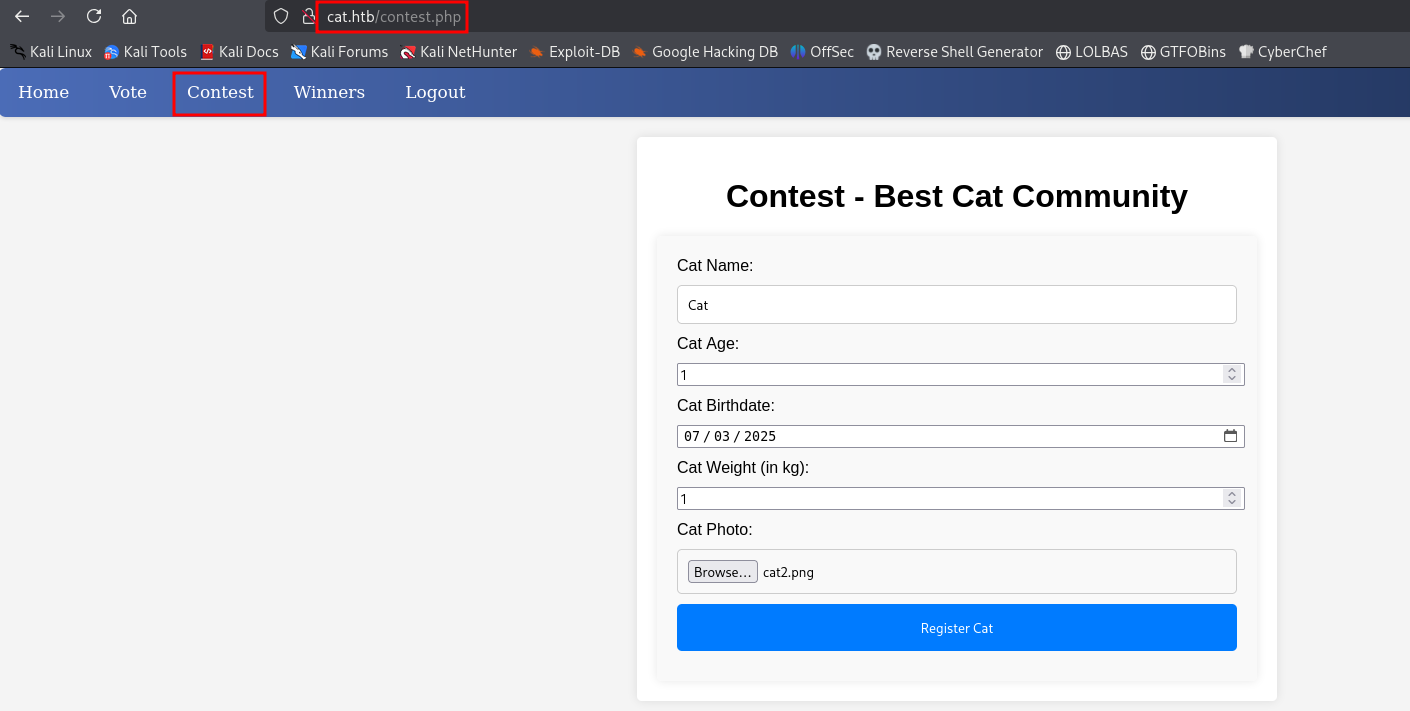 cat.htb/contest.php
Kali Linux Kali Tools Kali Docs Kali Forums Kali NetHunter Exploit-DB Google Hacking DB OffSec Reverse Shell Generator LOLBAS GTFOBins CyberChef
Home Vote Contest Winners Logout
Contest - Best Cat Community
Cat Name:
Cat
Cat Age:
1
Cat Birthdate:
07/03/2025
Cat Weight (in kg):
1
Cat Photo:
Browse... cat2.png
Register Cat